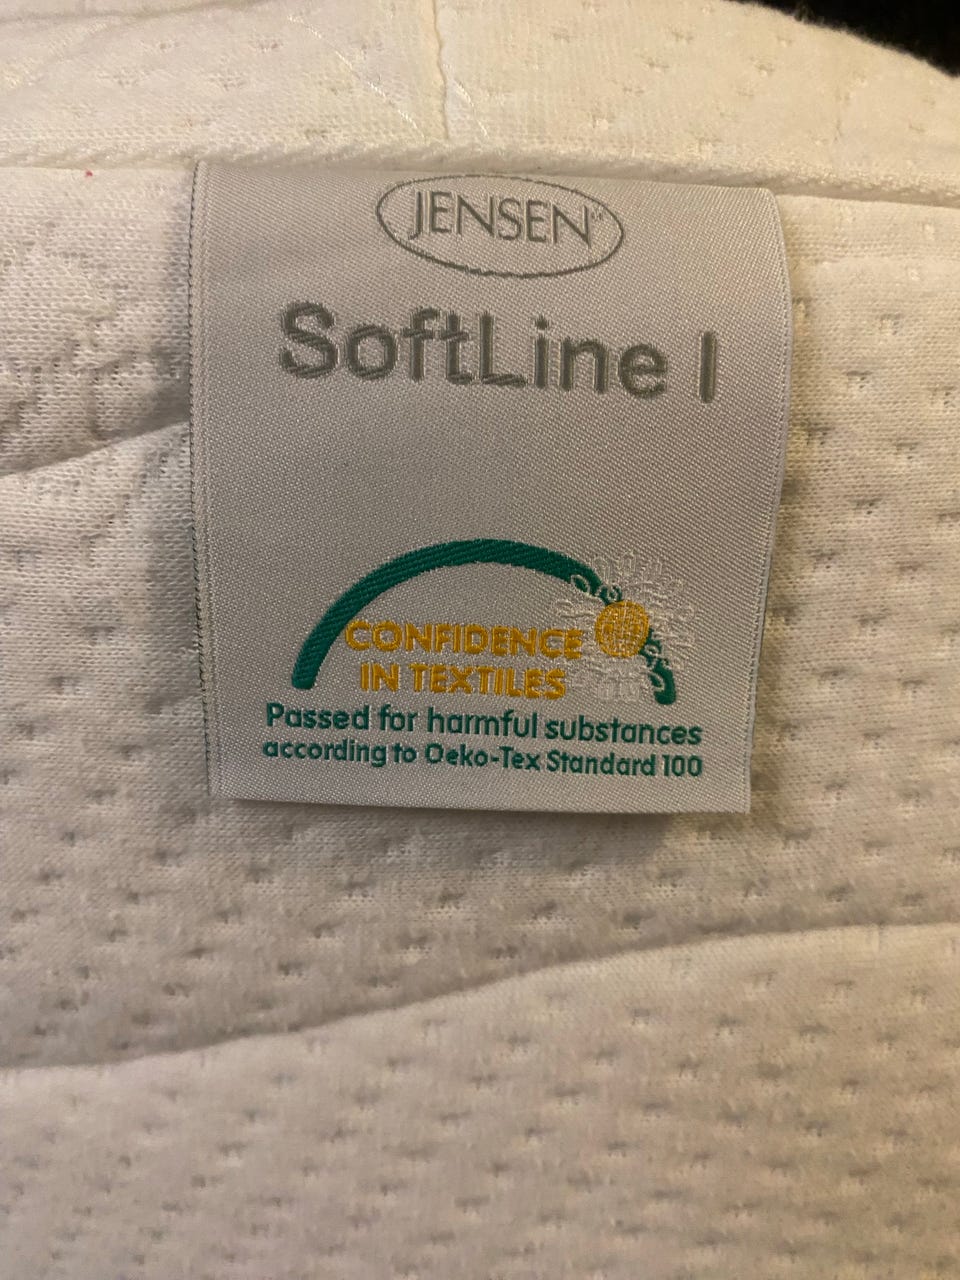 JENSEN
SoftLine I
CONFIDENCE
IN TEXTILES
Passed for harmful substances
according to Oeko-Tex Standard 100